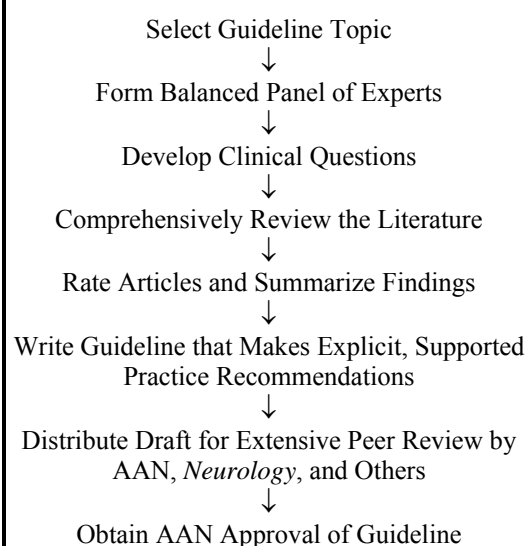 Select Guideline Topic
↓
Form Balanced Panel of Experts
↓
Develop Clinical Questions
↓
Comprehensively Review the Literature
↓
Rate Articles and Summarize Findings
↓
Write Guideline that Makes Explicit, Supported
Practice Recommendations
↓
Distribute Draft for Extensive Peer Review by
AAN, Neurology, and Others
↓
Obtain AAN Approval of Guideline